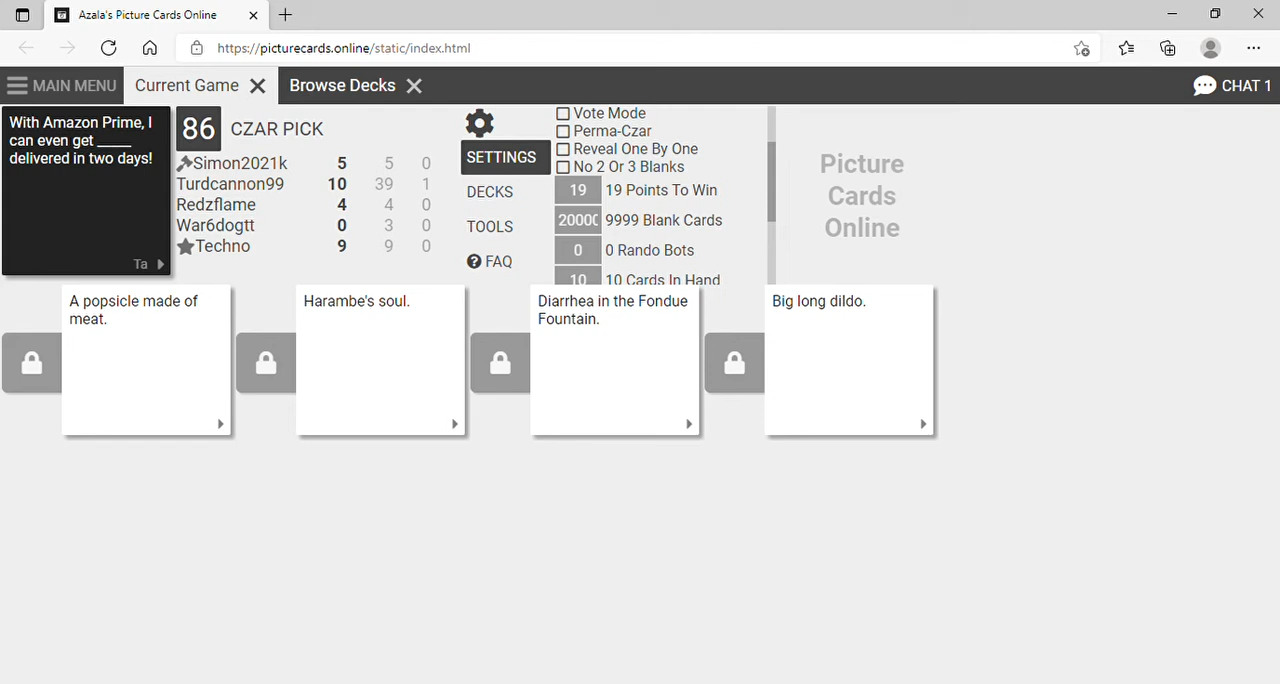 Azala's Picture Cards Online
https://picturecards.online/static/index.html
MAIN MENU
Current Game
Browse Decks
CHAT 1
With Amazon Prime, I
can even get _____
delivered in two days!
Ta
86 CZAR PICK
Simon2021k 5 5 0
Turdcannon99 10 39 1
Redzflame 4 4 0
War6dogtt 0 3 0
Techno 9 9 0
SETTINGS
DECKS
TOOLS
FAQ
Vote Mode
Perma-Czar
Reveal One By One
No 2 Or 3 Blanks
19 19 Points To Win
20000 9999 Blank Cards
0 0 Rando Bots
10 10 Cards In Hand
Picture
Cards
Online
A popsicle made of
meat.
Harambe's soul.
Diarrhea in the Fondue
Fountain.
Big long dildo.